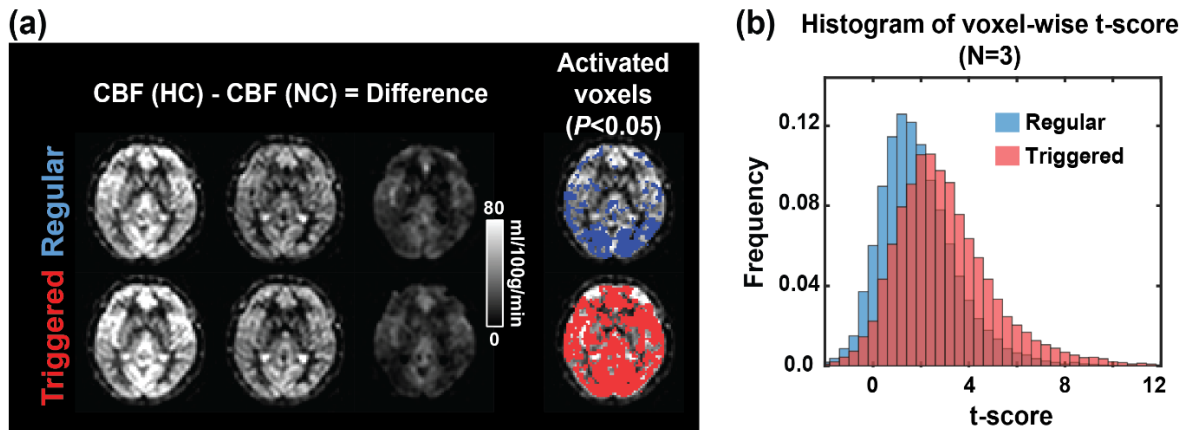 (a)
CBF (HC) - CBF (NC) = Difference
Activated
voxels
(P<0.05)
Regular
Triggered
80
ml/100g/min
0
(b)
Histogram of voxel-wise t-score
(N=3)
Regular
Triggered
Frequency
0.12
0.08
0.04
0.0
0
4
8
12
t-score